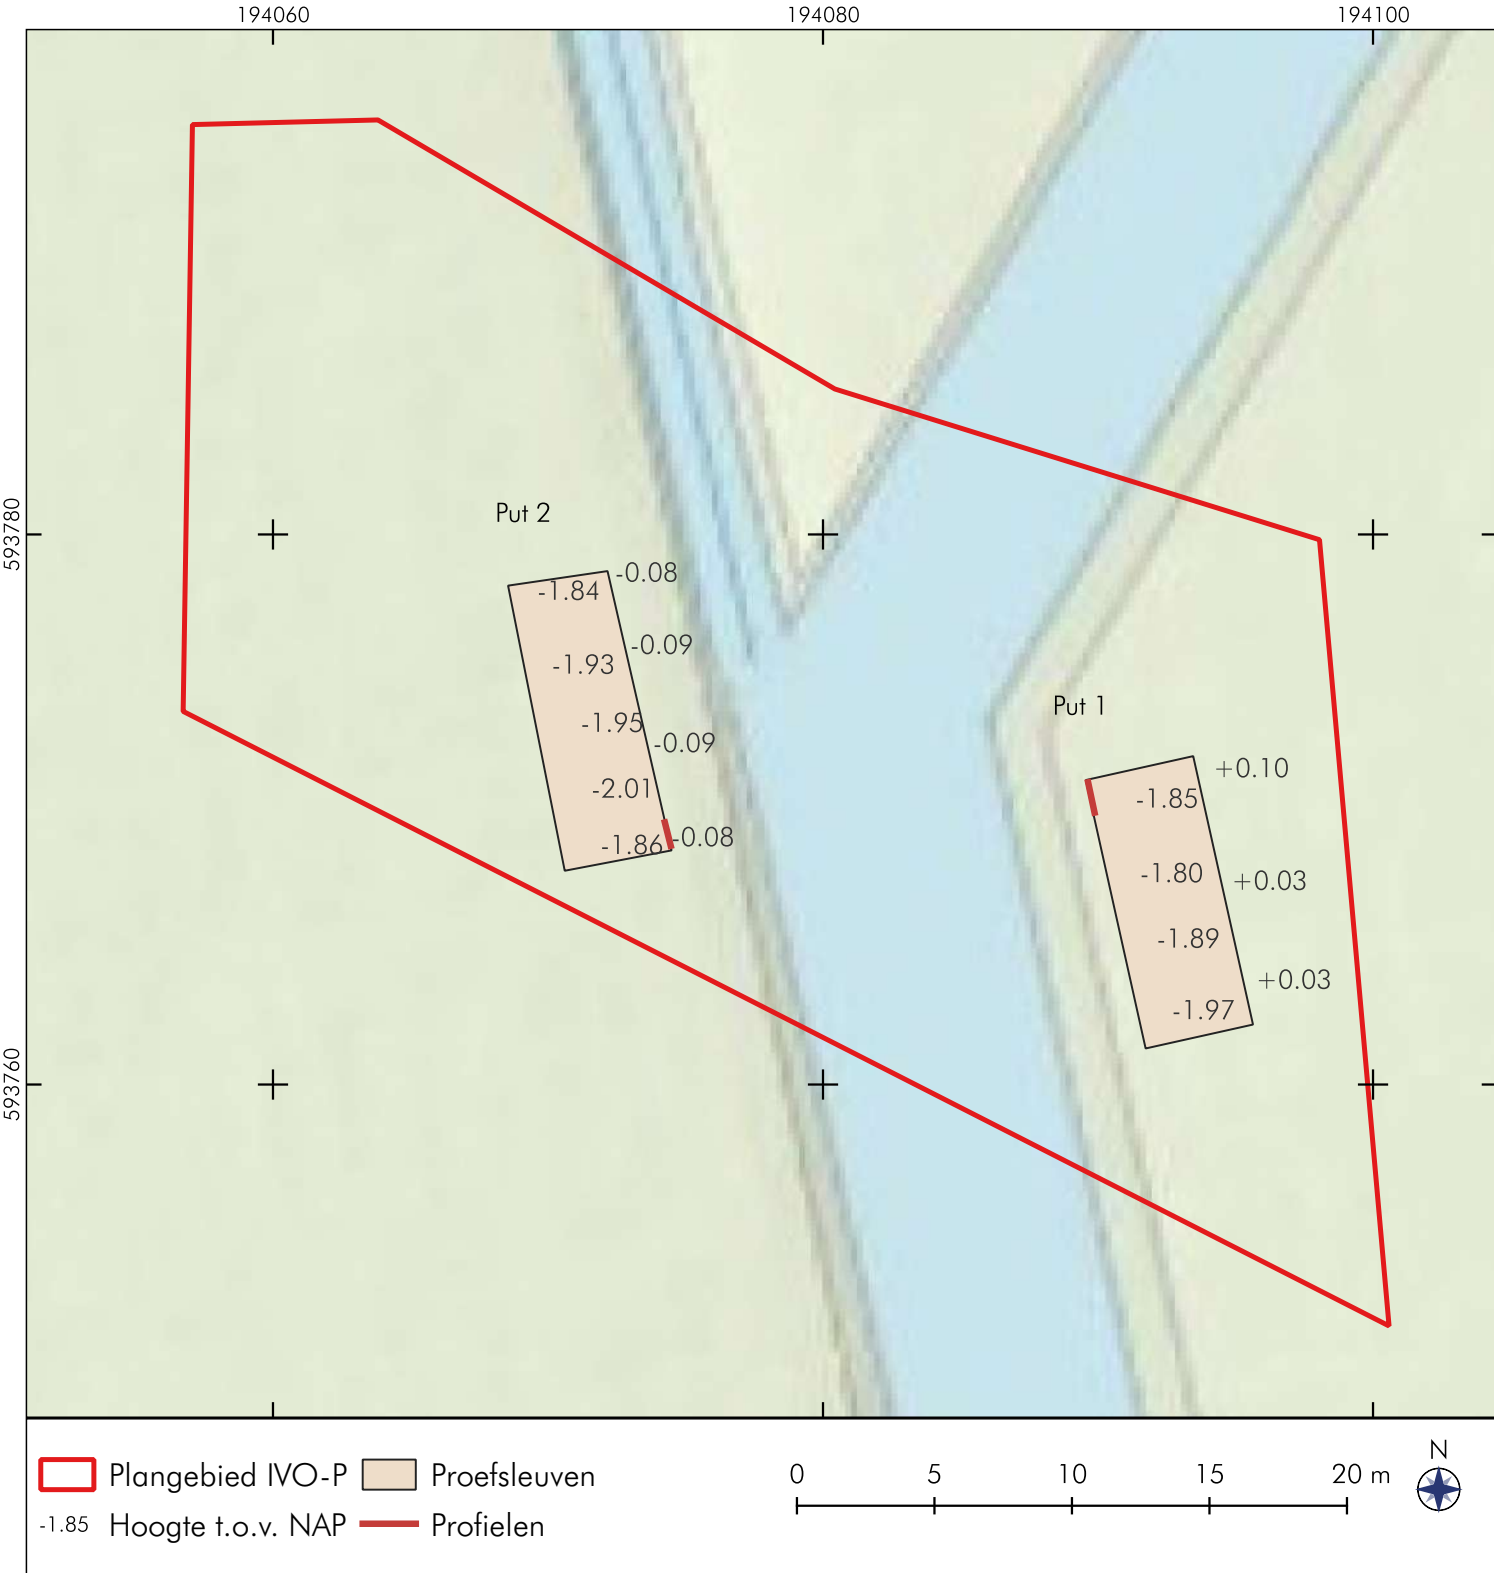 194060 194080 194100
593780
593760
Put 2
-0.08
-1.84
-0.09
-1.93
-1.95
-0.09
-2.01
-1.86
-0.08
Put 1
+0.10
-1.85
-1.80
+0.03
-1.89
+0.03
-1.97
Plangebied IVO-P
Proefsleuven
-1.85 Hoogte t.o.v. NAP
Profielen
0 5 10 15 20 m
N